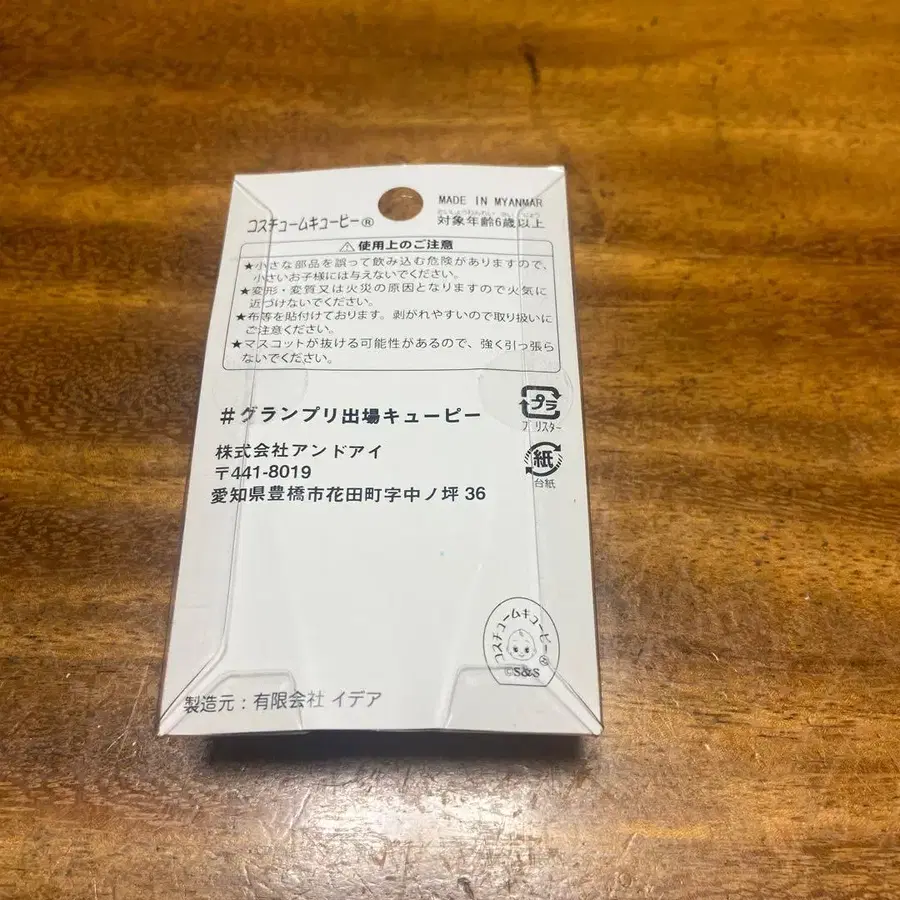 コスチュームキューピー®
MADE IN MYANMAR
対象年齢6歳以上
⚠使用上のご注意
★小さな部品を誤って飲み込む危険がありますので、
小さいお子様には与えないでください。
★変形・変質又は火災の原因となりますので火気に
近づけないでください。
★布等を貼付けております。剥がれやすいので取り扱いに
ご注意ください。
★マスコットが抜ける可能性があるので、強く引っ張ら
ないでください。
#グランプリ出場キューピー
プラ
ブリスター
株式会社アンドアイ
〒441-8019
愛知県豊橋市花田町字中ノ坪 36
紙
台紙
コスチュームキューピー®
©S&S
製造元：有限会社 イデア